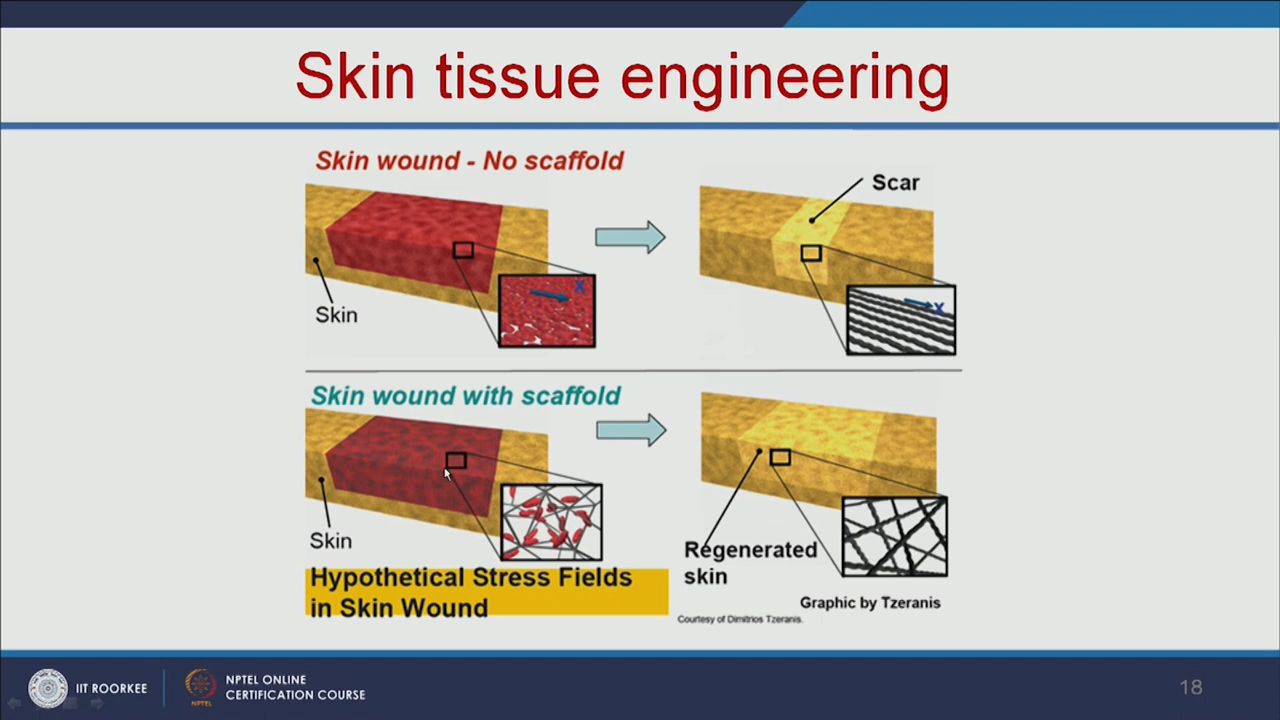 Skin tissue engineering
Skin wound - No scaffold
Scar
X
X
Skin
Skin wound with scaffold
Skin
Regenerated
skin
Hypothetical Stress Fields
in Skin Wound
Graphic by Tzeranis
Courtesy of Dimitrios Tzeranis.
IIT ROORKEE
NPTEL
NPTEL ONLINE
CERTIFICATION COURSE
18